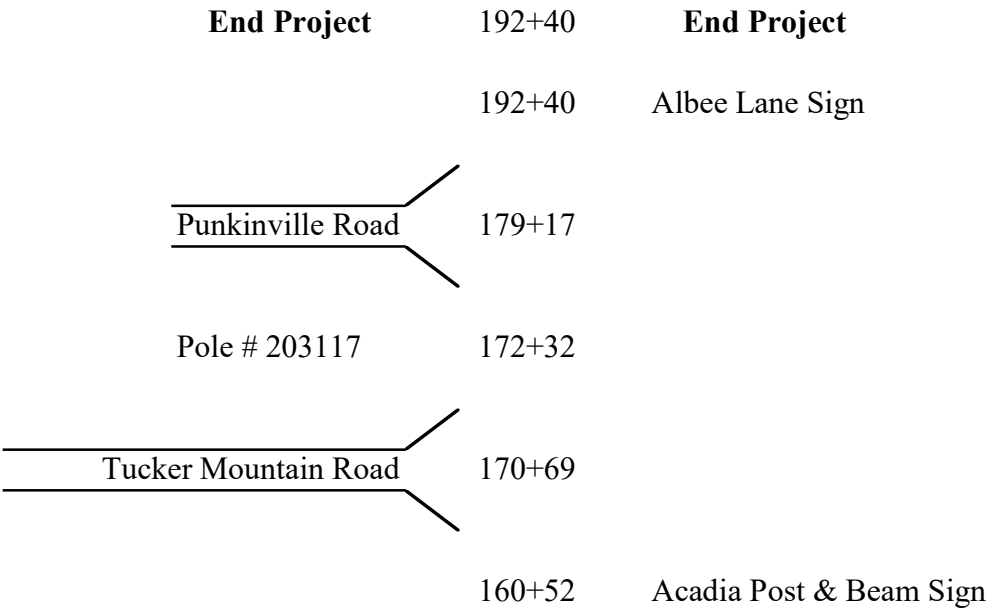 End Project 192+40 End Project
192+40 Albee Lane Sign
Punkinville Road 179+17
Pole # 203117 172+32
Tucker Mountain Road 170+69
160+52 Acadia Post & Beam Sign